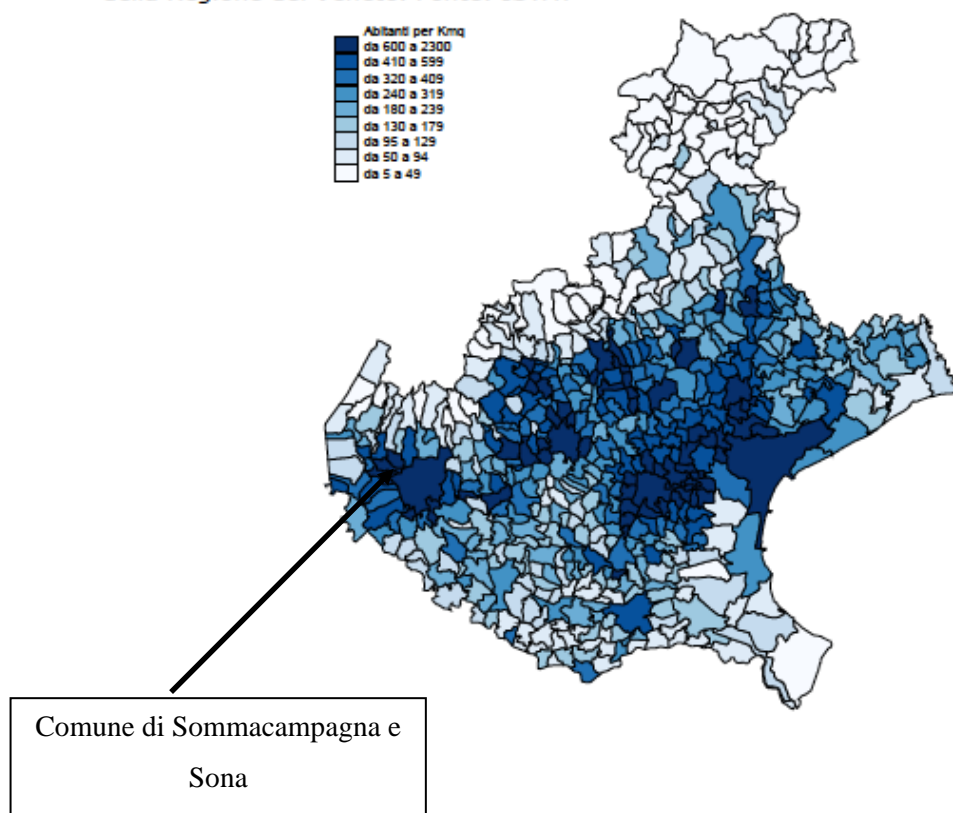 Abitanti per Kmq
da 600 a 2300
da 410 a 599
da 320 a 409
da 240 a 319
da 180 a 239
da 130 a 179
da 95 a 129
da 50 a 94
da 5 a 49
Comune di Sommacampagna e
Sona